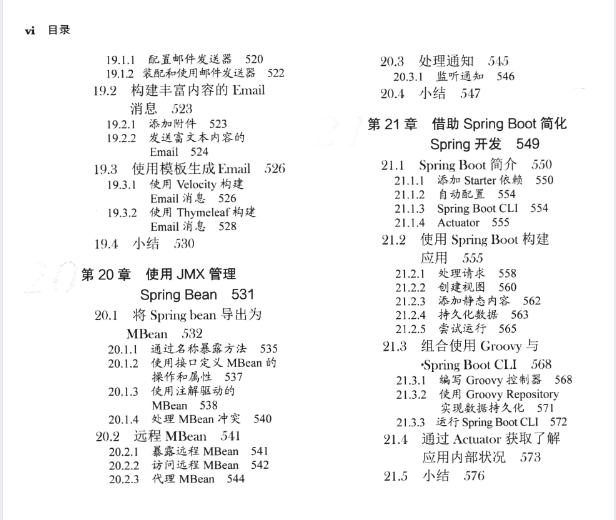 vi 目录
19.1.1 配置邮件发送器 520
19.1.2 装配和使用邮件发送器 522
19.2 构建丰富内容的 Email
消息 523
19.2.1 添加附件 523
19.2.2 发送富文本内容的
Email 524
19.3 使用模板生成 Email 526
19.3.1 使用 Velocity 构建
Email 消息 526
19.3.2 使用 Thymeleaf 构建
Email 消息 528
19.4 小结 530
第 20 章 使用 JMX 管理
Spring Bean 531
20.1 将 Spring bean 导出为
MBean 532
20.1.1 通过名称暴露方法 535
20.1.2 使用接口定义 MBean 的
操作和属性 537
20.1.3 使用注解驱动的
MBean 538
20.1.4 处理 MBean 冲突 540
20.2 远程 MBean 541
20.2.1 暴露远程 MBean 541
20.2.2 访问远程 MBean 542
20.2.3 代理 MBean 544
20.3 处理通知 545
20.3.1 监听通知 546
20.4 小结 547
第 21 章 借助 Spring Boot 简化
Spring 开发 549
21.1 Spring Boot 简介 550
21.1.1 添加 Starter 依赖 550
21.1.2 自动配置 554
21.1.3 Spring Boot CLI 554
21.1.4 Actuator 555
21.2 使用 Spring Boot 构建
应用 555
21.2.1 处理请求 558
21.2.2 创建视图 560
21.2.3 添加静态内容 562
21.2.4 持久化数据 563
21.2.5 尝试运行 565
21.3 组合使用 Groovy 与
Spring Boot CLI 568
21.3.1 编写 Groovy 控制器 568
21.3.2 使用 Groovy Repository
实现数据持久化 571
21.3.3 运行 Spring Boot CLI 572
21.4 通过 Actuator 获取了解
应用内部状况 573
21.5 小结 576